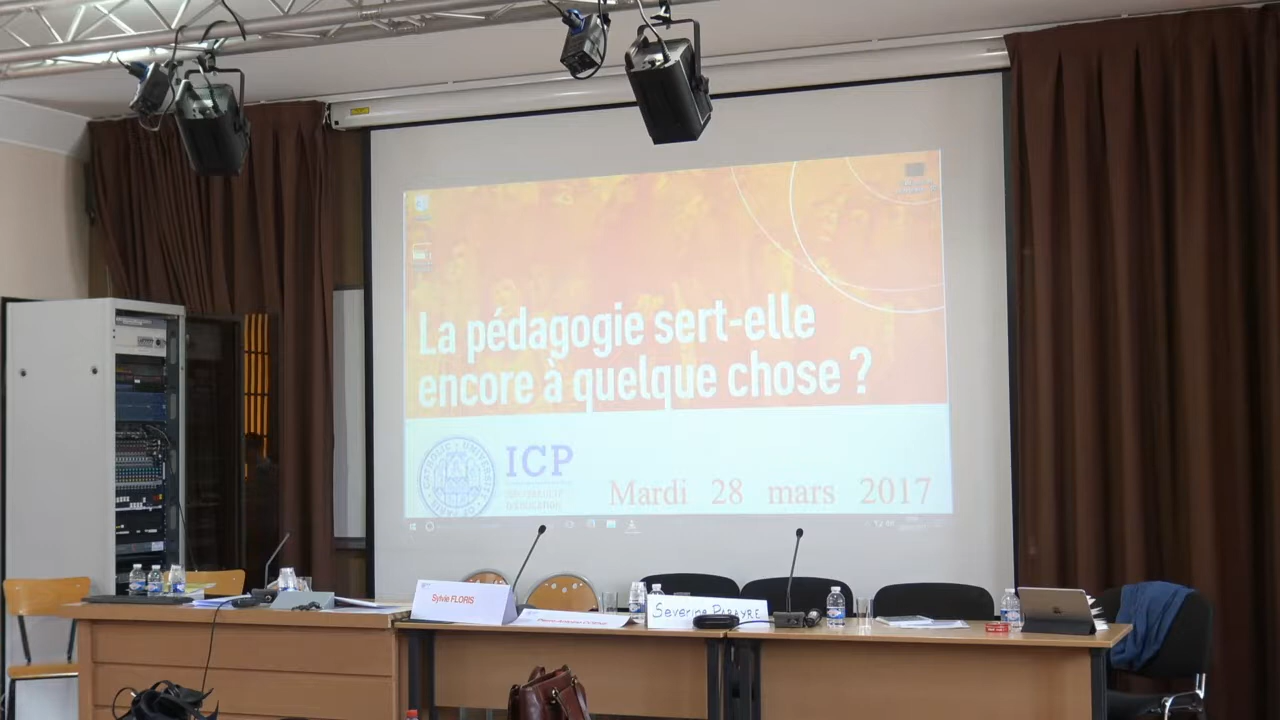 La pédagogie sert-elle
encore à quelque chose ?
ICP
Mardi 28 mars 2017
Sylvie FLORIS
Severine PARAYRE